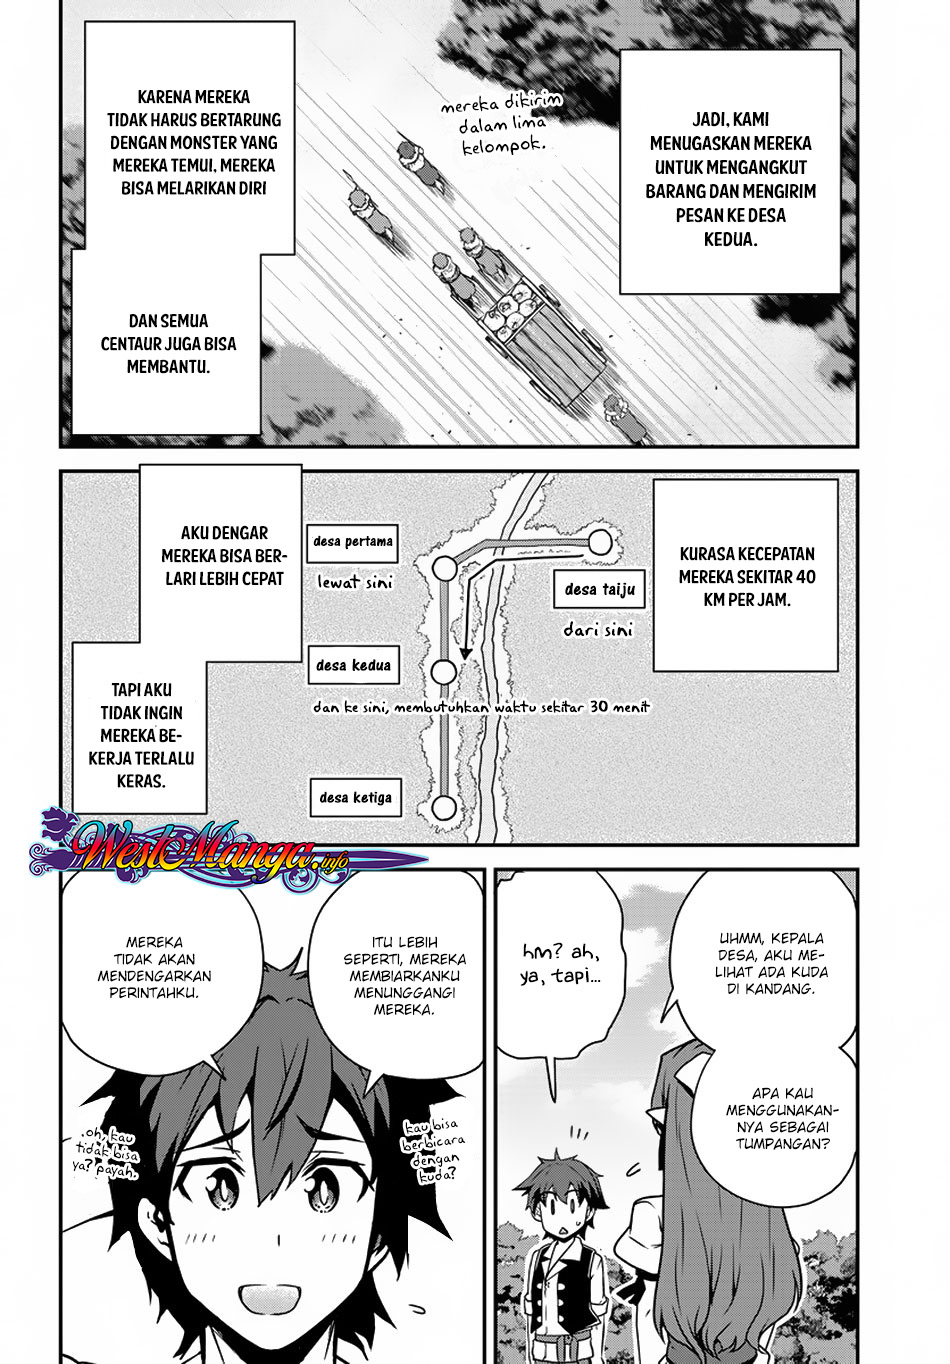 JADI, KAMI
MENUGASKAN MEREKA
UNTUK MENGANGKUT
BARANG DAN MENGIRIM
PESAN KE DESA
KEDUA.
mereka dikirim
dalam lima
kelompok.
KARENA MEREKA
TIDAK HARUS BERTARUNG
DENGAN MONSTER YANG
MEREKA TEMUI, MEREKA
BISA MELARIKAN DIRI
DAN SEMUA
CENTAUR JUGA BISA
MEMBANTU.
KURASA KECEPATAN
MEREKA SEKITAR 40
KM PER JAM.
desa taiju
dari sini
desa pertama
lewat sini
desa kedua
dan ke sini, membutuhkan waktu sekitar 30 menit
desa ketiga
AKU DENGAR
MEREKA BISA BER-
LARI LEBIH CEPAT
TAPI AKU
TIDAK INGIN
MEREKA BE-
KERJA TERLALU
KERAS.
WestManga.info
UHMM, KEPALA
DESA, AKU ME-
LIHAT ADA KUDA
DI KANDANG.
APA KAU
MENGGUNAKAN-
NYA SEBAGAI
TUMPANGAN?
hm? ah,
ya, tapi...
ITU LEBIH
SEPERTI, MEREKA
MEMBIARKANKU
MENUNGGANGI
MEREKA.
MEREKA
TIDAK AKAN
MENDENGARKAN
PERINTAHKU.
kau bisa
berbicara
dengan
kuda?
..oh, kau
tidak bisa
ya? payah.